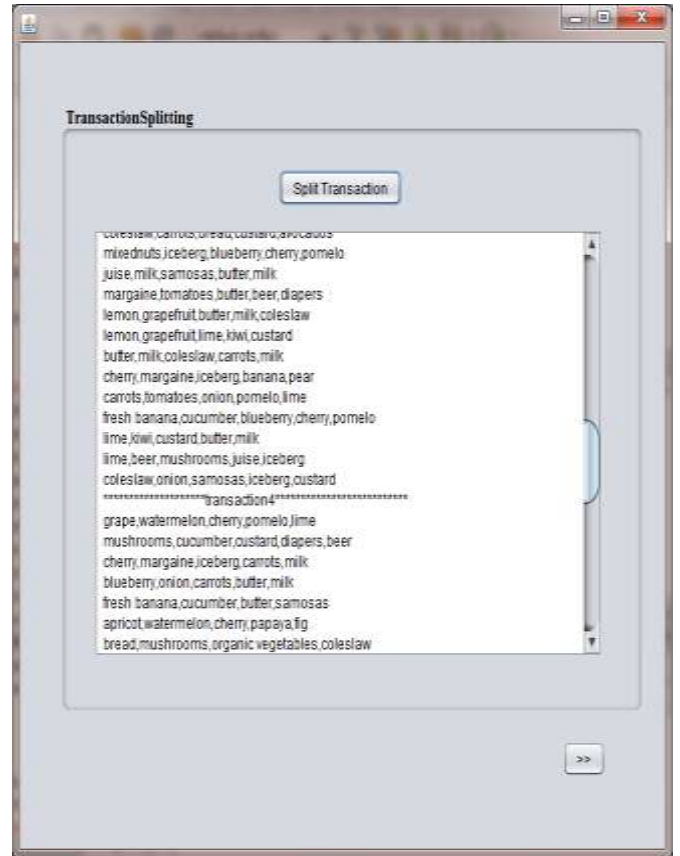 TransactionSplitting
Split Transaction
coleslaw,carrots,bread,custard,avocados
mixednuts,iceberg,blueberry,cherry,pomelo
juise,milk,samosas,butter,milk
margaine,tomatoes,butter,beer,diapers
lemon,grapefruit,butter,milk,coleslaw
lemon,grapefruit,lime,kiwi,custard
butter,milk,coleslaw,carrots,milk
cherry,margaine,iceberg,banana,pear
carrots,tomatoes,onion,pomelo,lime
fresh banana,cucumber,blueberry,cherry,pomelo
lime,kiwi,custard,butter,milk
lime,beer,mushrooms,juise,iceberg
coleslaw,onion,samosas,iceberg,custard
********************transaction4**************************
grape,watermelon,cherry,pomelo,lime
mushrooms,cucumber,custard,diapers,beer
cherry,margaine,iceberg,carrots,milk
blueberry,onion,carrots,butter,milk
fresh banana,cucumber,butter,samosas
apricot,watermelon,cherry,papaya,fig
bread,mushrooms,organic vegetables,coleslaw
>>